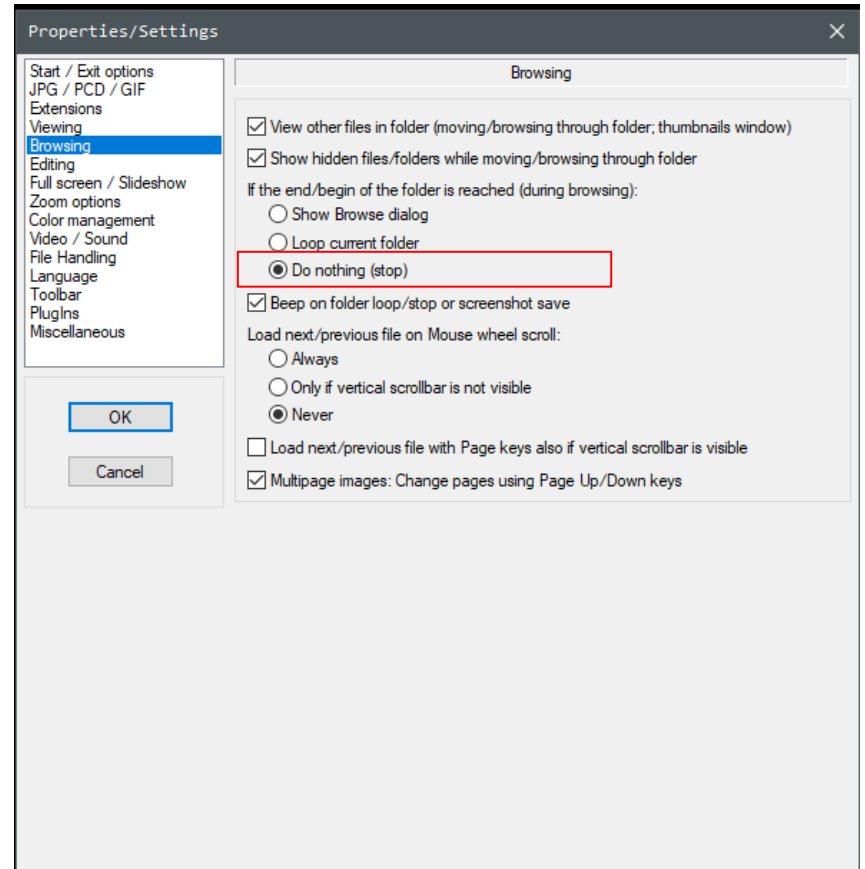 Properties/Settings
Start / Exit options
JPG / PCD / GIF
Extensions
Viewing
Browsing
Editing
Full screen / Slideshow
Zoom options
Color management
Video / Sound
File Handling
Language
Toolbar
PlugIns
Miscellaneous
OK
Cancel
Browsing
View other files in folder (moving/browsing through folder; thumbnails window)
Show hidden files/folders while moving/browsing through folder
If the end/begin of the folder is reached (during browsing):
Show Browse dialog
Loop current folder
Do nothing (stop)
Beep on folder loop/stop or screenshot save
Load next/previous file on Mouse wheel scroll:
Always
Only if vertical scrollbar is not visible
Never
Load next/previous file with Page keys also if vertical scrollbar is visible
Multipage images: Change pages using Page Up/Down keys